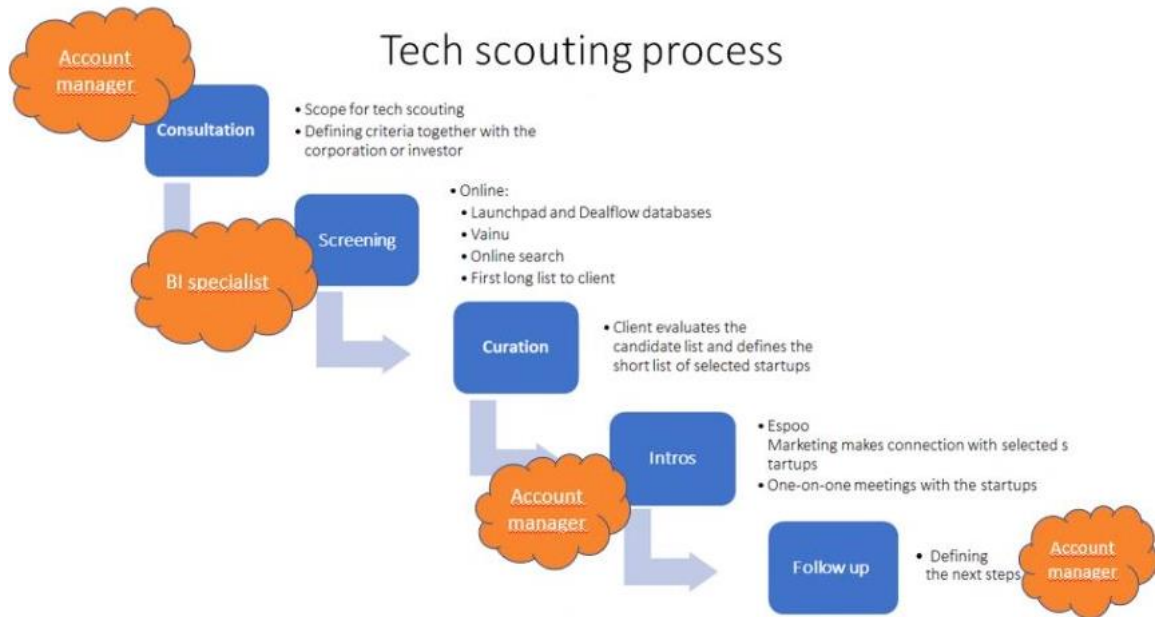 Tech scouting process
Account
manager
Consultation
• Scope for tech scouting
• Defining criteria together with the
corporation or investor
BI specialist
Screening
• Online:
• Launchpad and Dealflow databases
• Vainu
• Online search
• First long list to client
Curation
• Client evaluates the
candidate list and defines the
short list of selected startups
Account
manager
Intros
• Espoo
Marketing makes connection with selected s
tartups
• One-on-one meetings with the startups
Follow up
• Defining
the next steps
Account
manager